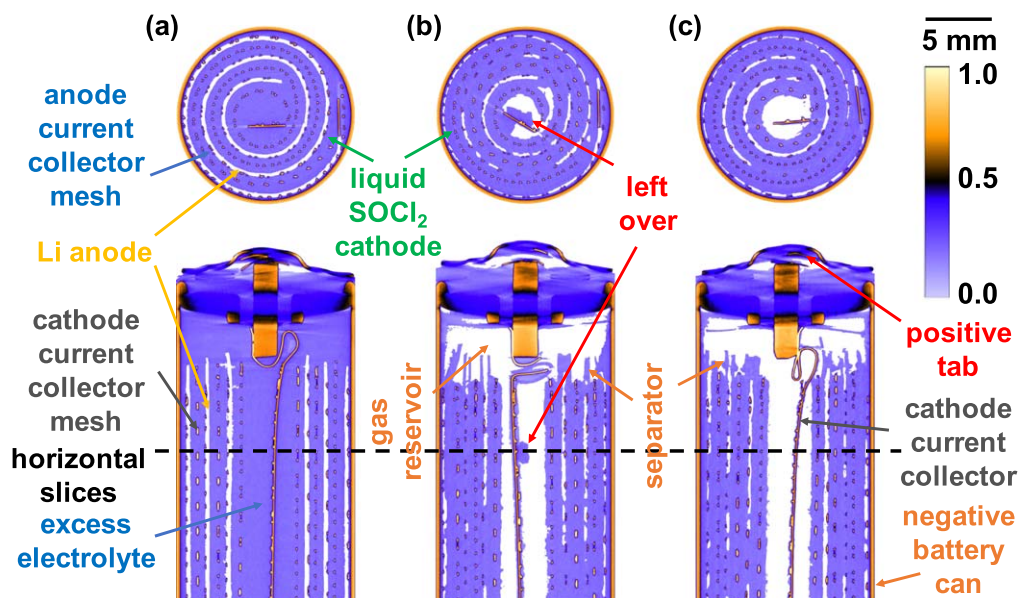 (a)
(b)
(c)
5 mm
1.0
0.5
0.0
anode
current
collector
mesh
Li anode
cathode
current
collector
mesh
horizontal
slices
excess
electrolyte
liquid
SOCl₂
cathode
left
over
gas
reservoir
separator
positive
tab
cathode
current
collector
negative
battery
can